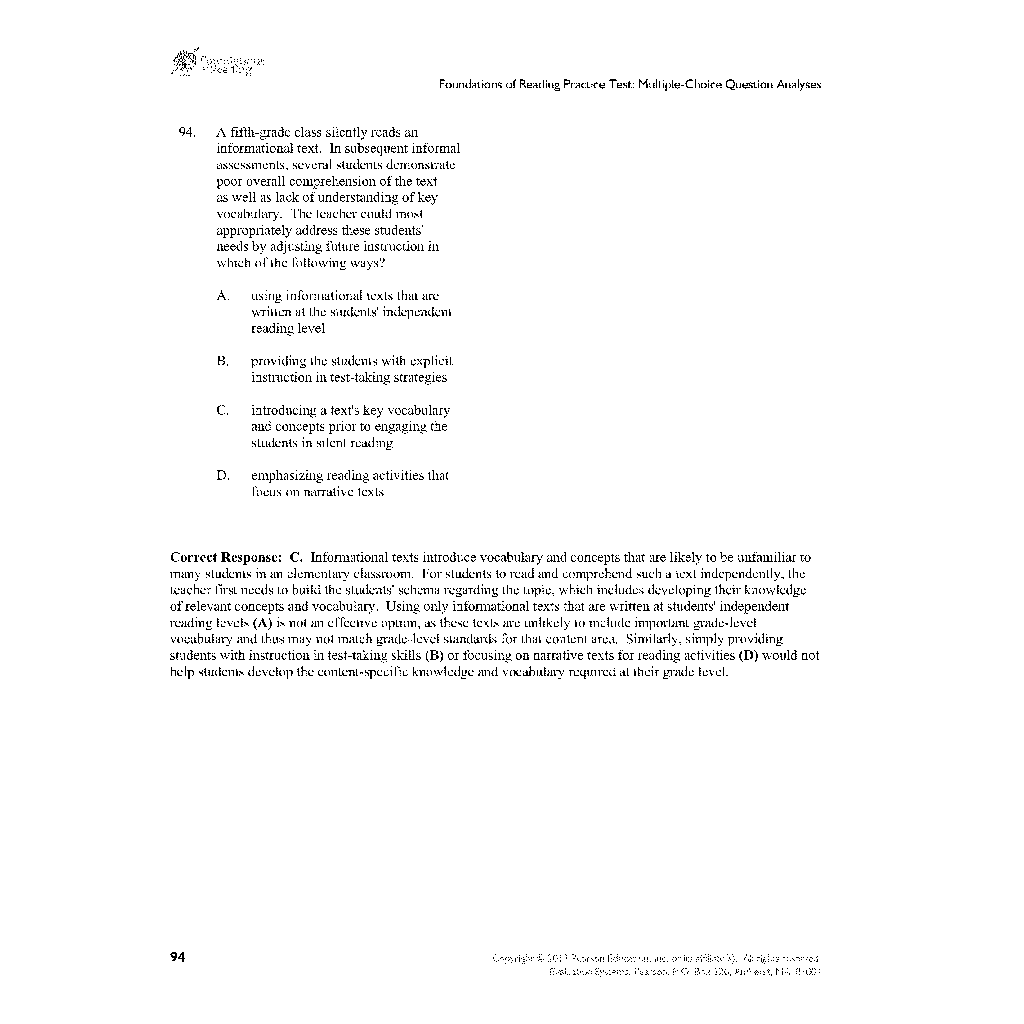 Foundations of Reading Practice Test: Multiple-Choice Question Analyses
94. A fifth-grade class silently reads an
informational text. In subsequent informal
assessments, several students demonstrate
poor overall comprehension of the text
as well as lack of understanding of key
vocabulary. The teacher could most
appropriately address these students'
needs by adjusting future instruction in
which of the following ways?
A. using informational texts that are
written at the students' independent
reading level
B. providing the students with explicit
instruction in test-taking strategies
C. introducing a text's key vocabulary
and concepts prior to engaging the
students in silent reading
D. emphasizing reading activities that
focus on narrative texts
Correct Response: C. Informational texts introduce vocabulary and concepts that are likely to be unfamiliar to
many students in an elementary classroom. For students to read and comprehend such a text independently, the
teacher first needs to build the students' schema regarding the topic, which includes developing their knowledge
of relevant concepts and vocabulary. Using only informational texts that are written at students' independent
reading levels (A) is not an effective option, as these texts are unlikely to include important grade-level
vocabulary and thus may not match grade-level standards for that content area. Similarly, simply providing
students with instruction in test-taking skills (B) or focusing on narrative texts for reading activities (D) would not
help students develop the content-specific knowledge and vocabulary required at their grade level.
94
Copyright © Pearson Education, Inc. or its affiliate(s). All rights reserved.
Evaluation Systems, Pearson, P.O. Box 226, Amherst, MA